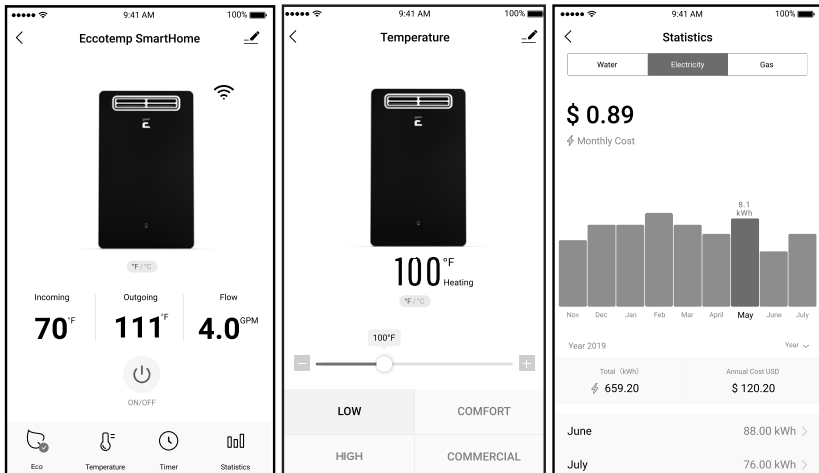 9:41 AM 100%
Eccotemp SmartHome
E
°F / °C
Incoming Outgoing Flow
70°F 111°F 4.0GPM
ON/OFF
Eco Temperature Timer Statistics
9:41 AM 100%
Temperature
E
100°F
Heating
°F / °C
100°F
LOW COMFORT
HIGH COMMERCIAL
9:41 AM 100%
Statistics
Water Electricity Gas
$ 0.89
Monthly Cost
8.1
kWh
Nov Dec Jan Feb Mar April May June July
Year 2019 Year
Total (kWh) Annual Cost USD
659.20 $ 120.20
June 88.00 kWh
July 76.00 kWh